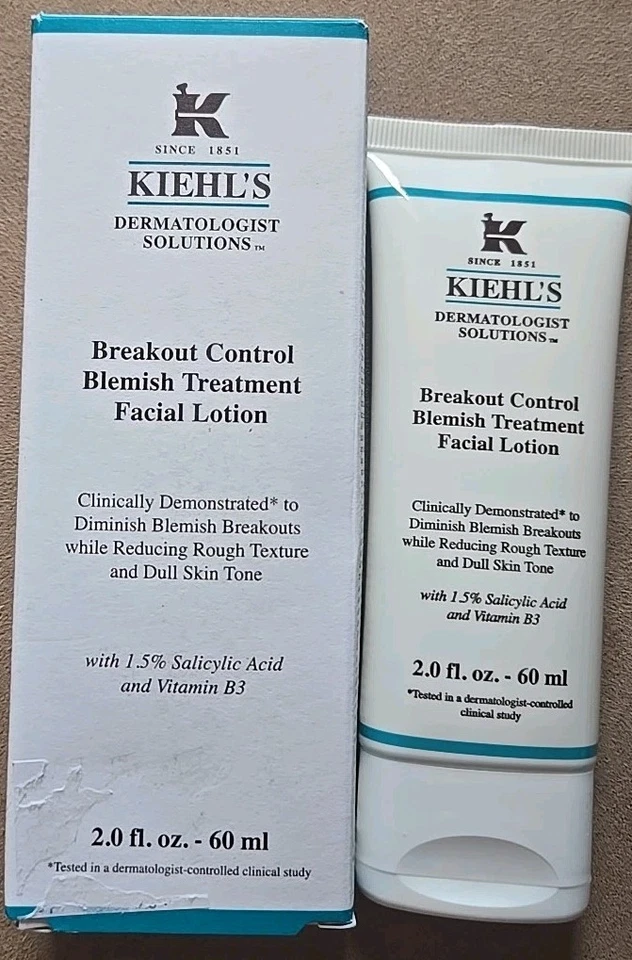 K
SINCE 1851
KIEHL'S
DERMATOLOGIST
SOLUTIONS™
Breakout Control
Blemish Treatment
Facial Lotion
Clinically Demonstrated* to
Diminish Blemish Breakouts
while Reducing Rough Texture
and Dull Skin Tone
with 1.5% Salicylic Acid
and Vitamin B3
2.0 fl. oz. - 60 ml
*Tested in a dermatologist-controlled clinical study
K
SINCE 1851
KIEHL'S
DERMATOLOGIST
SOLUTIONS™
Breakout Control
Blemish Treatment
Facial Lotion
Clinically Demonstrated* to
Diminish Blemish Breakouts
while Reducing Rough Texture
and Dull Skin Tone
with 1.5% Salicylic Acid
and Vitamin B3
2.0 fl. oz. - 60 ml
*Tested in a dermatologist-controlled
clinical study